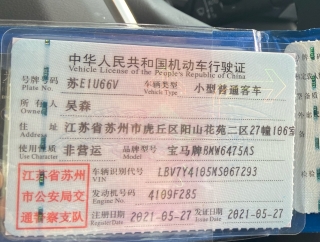 中华人民共和国机动车行驶证
Vehicle License of the People's Republic of China
号牌号码 苏E1U66V 车辆类型 小型普通客车
Plate No. Vehicle Type
所有人 吴森
Owner
住址 江苏省苏州市虎丘区阳山花苑二区27幢106室
Address
使用性质 非营运 品牌型号 宝马牌BMW6475AS
Use Character Model
江苏省苏州市公安局交通警察支队
车辆识别代号 LBV7Y4105MS067293
VIN
发动机号码 4109F285
Engine No.
注册日期 2021-05-27 发证日期 2021-05-27
Register Date Issue Date